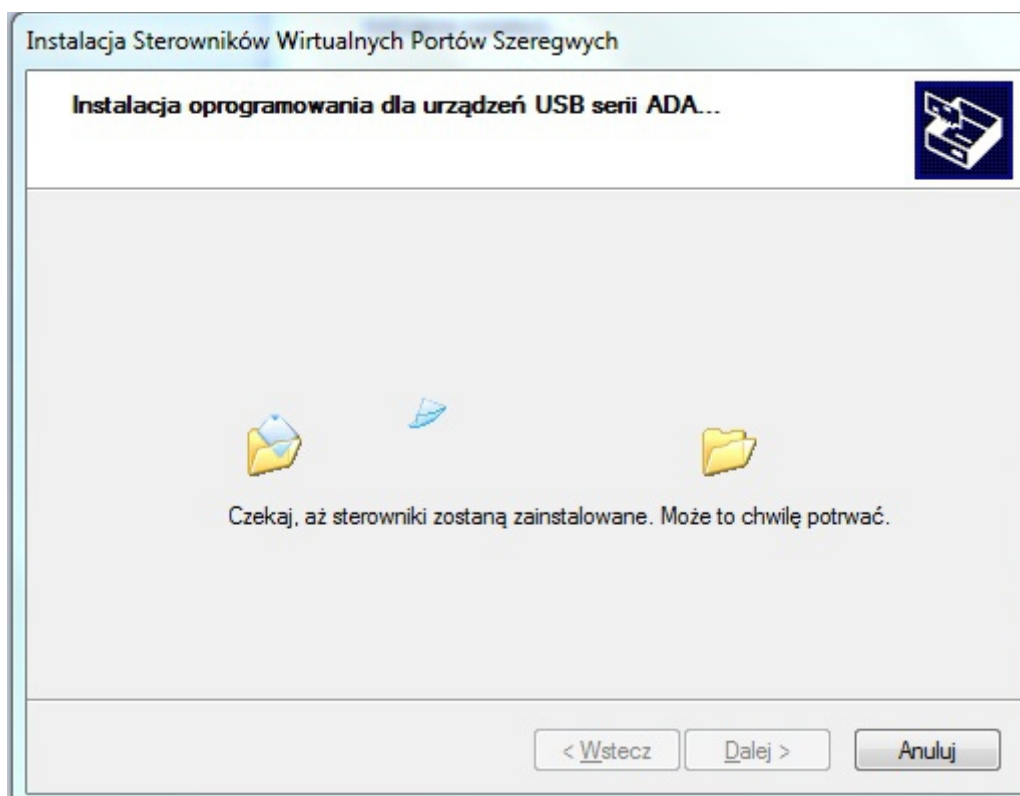 Instalacja Sterowników Wirtualnych Portów Szeregwych
Instalacja oprogramowania dla urządzeń USB serii ADA...
Czekaj, aż sterowniki zostaną zainstalowane. Może to chwilę potrwać.
< Wstecz
Dalej >
Anuluj